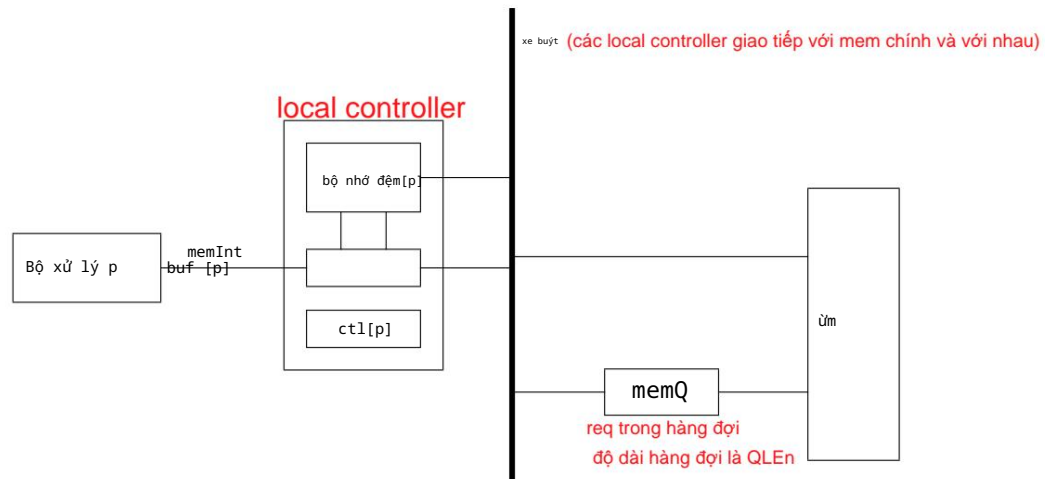 xe buýt (các local controller giao tiếp với mem chính và với nhau)
local controller
bộ nhớ đệm[p]
memInt
Bộ xử lý p
buf [p]
ctl[p]
ừm
memQ
req trong hàng đợi
độ dài hàng đợi là QLEn